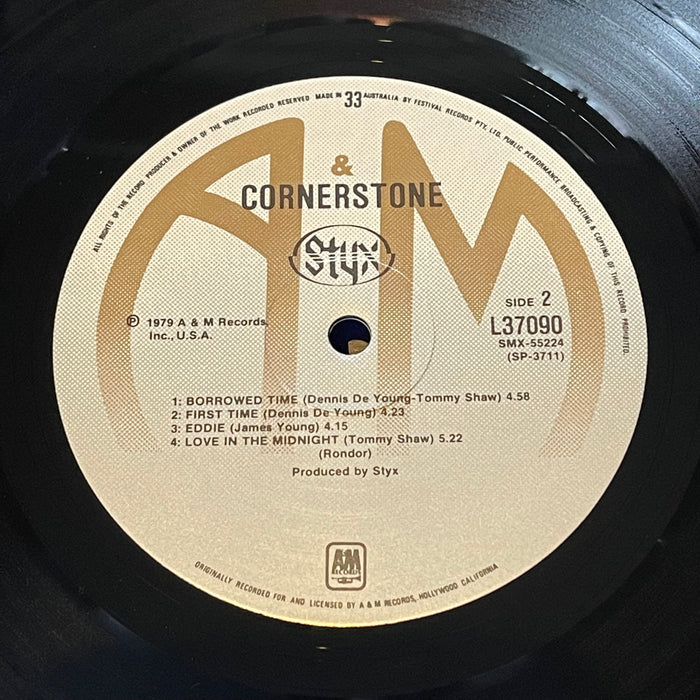 ALL RIGHTS OF THE RECORD PRODUCER & OWNER OF THE WORK RECORDED RESERVED MADE IN 33 AUSTRALIA BY FESTIVAL RECORDS PTY. LTD. PUBLIC PERFORMANCE BROADCASTING & COPYING OF THIS RECORD PROHIBITED.
A & M
CORNERSTONE
Styx
SIDE 2
L37090
SMX-55224
(SP-3711)
℗ 1979 A & M Records,
Inc., U.S.A.
1: BORROWED TIME (Dennis De Young-Tommy Shaw) 4.58
2: FIRST TIME (Dennis De Young) 4.23
3: EDDIE (James Young) 4.15
4: LOVE IN THE MIDNIGHT (Tommy Shaw) 5.22
(Rondor)
Produced by Styx
A&M
RECORDS
ORIGINALLY RECORDED FOR AND LICENSED BY A & M RECORDS, HOLLYWOOD CALIFORNIA